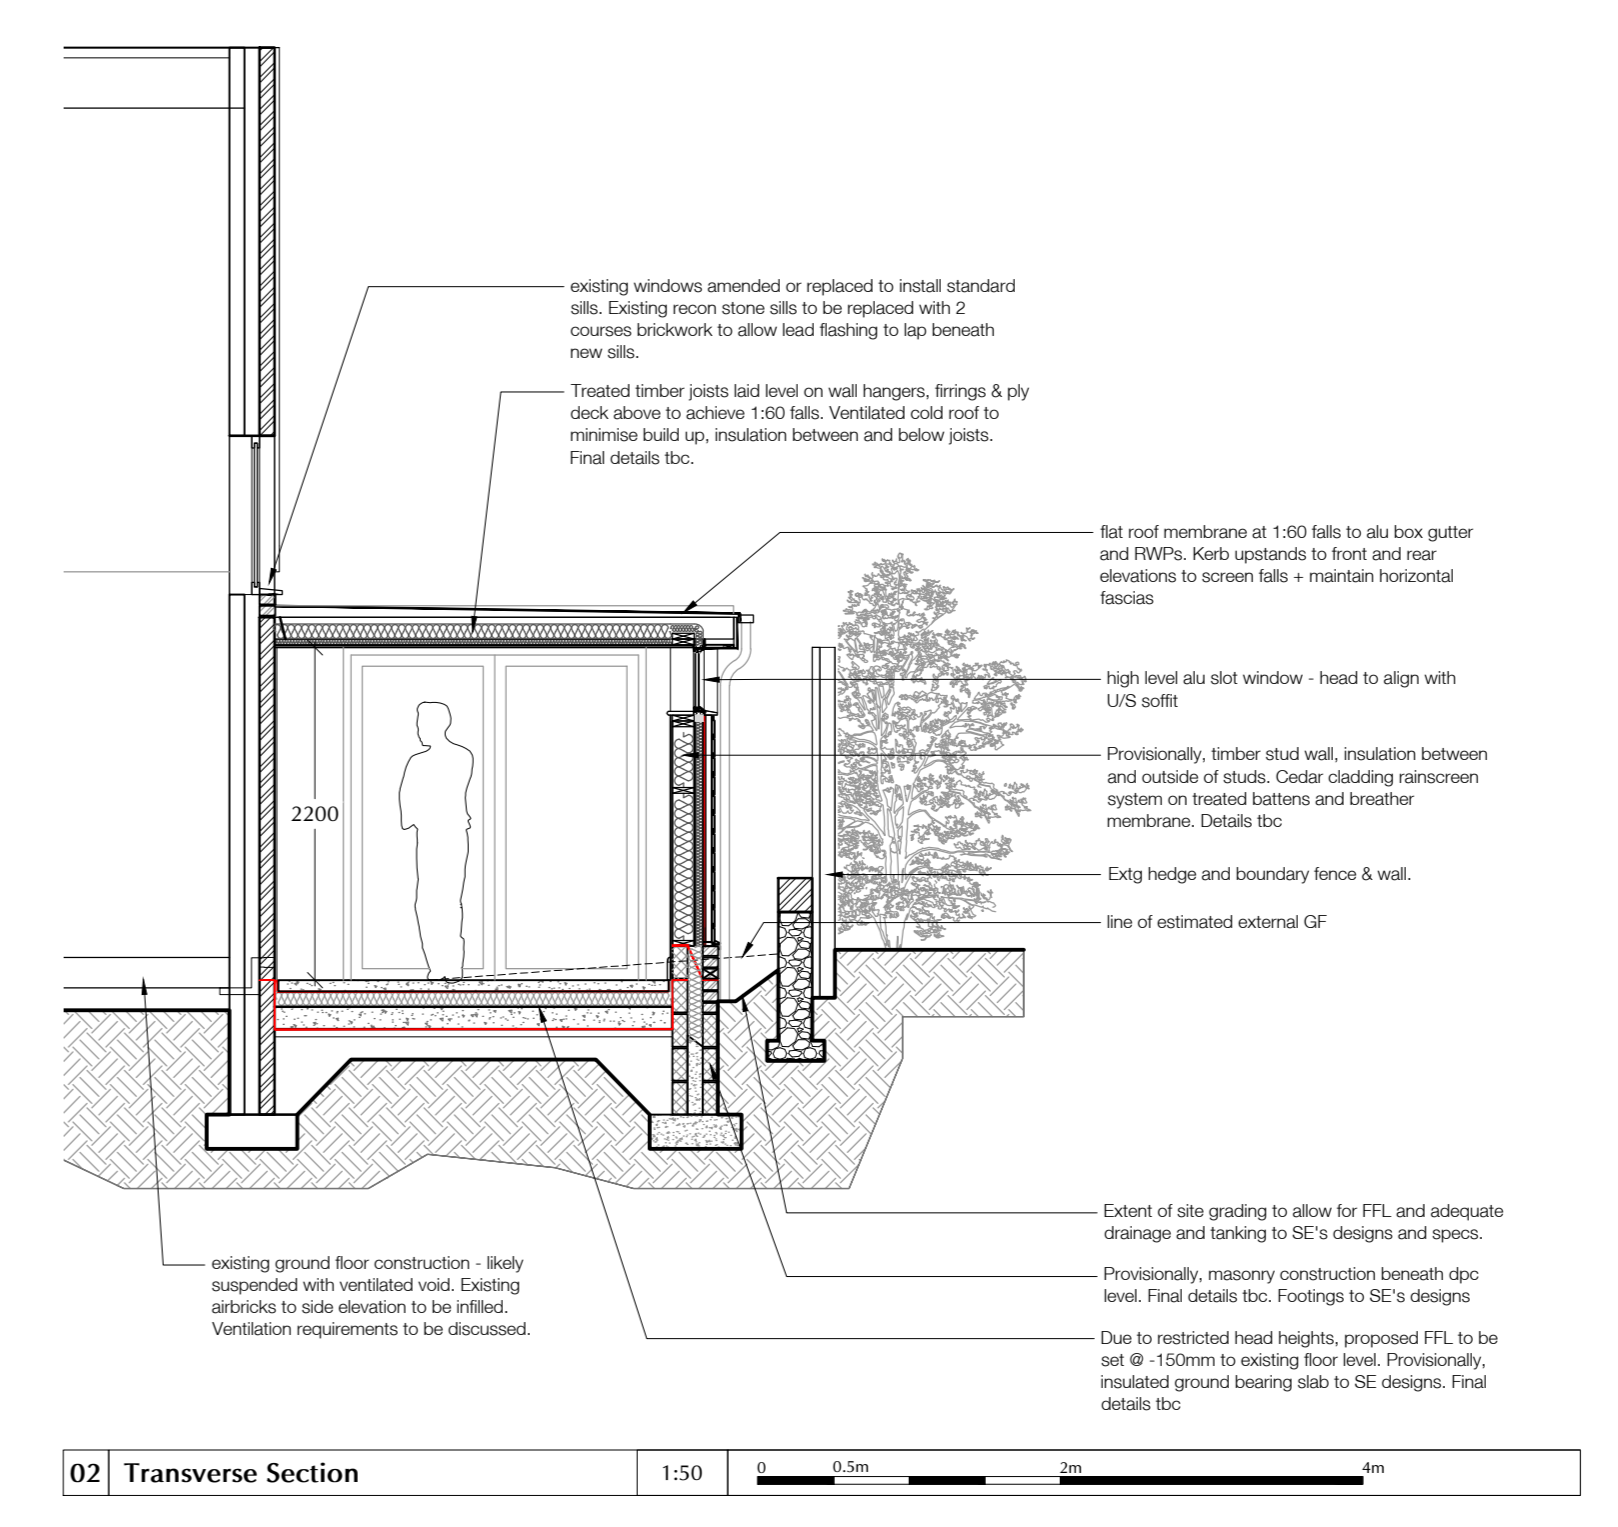 existing windows amended or replaced to install standard
sills. Existing recon stone sills to be replaced with 2
courses brickwork to allow lead flashing to lap beneath
new sills.
Treated timber joists laid level on wall hangers, firrings & ply
deck above to achieve 1:60 falls. Ventilated cold roof to
minimise build up, insulation between and below joists.
Final details tbc.
flat roof membrane at 1:60 falls to alu box gutter
and RWPs. Kerb upstands to front and rear
elevations to screen falls + maintain horizontal
fascias
high level alu slot window - head to align with
U/S soffit
Provisionally, timber stud wall, insulation between
and outside of studs. Cedar cladding rainscreen
system on treated battens and breather
membrane. Details tbc
2200
Extg hedge and boundary fence & wall.
line of estimated external GF
Extent of site grading to allow for FFL and adequate
drainage and tanking to SE's designs and specs.
existing ground floor construction - likely
suspended with ventilated void. Existing
airbricks to side elevation to be infilled.
Ventilation requirements to be discussed.
Provisionally, masonry construction beneath dpc
level. Final details tbc. Footings to SE's designs
Due to restricted head heights, proposed FFL to be
set @ -150mm to existing floor level. Provisionally,
insulated ground bearing slab to SE designs. Final
details tbc
02 Transverse Section 1:50 0 0.5m 2m 4m